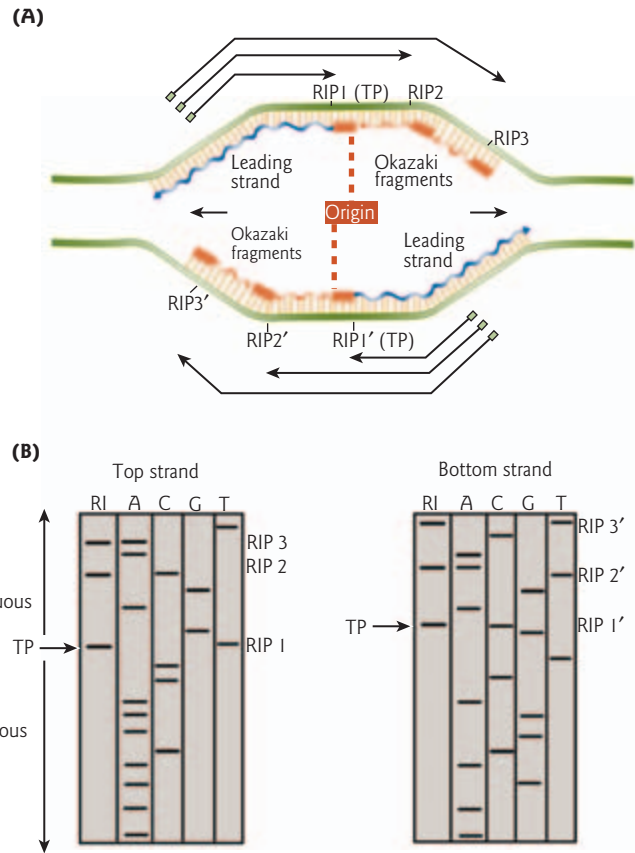 (A)
RIP1 (TP)
RIP2
RIP3
Leading
strand
Okazaki
fragments
Origin
Okazaki
fragments
Leading
strand
RIP3′
RIP2′
RIP1′ (TP)
(B)
Top strand
Bottom strand
RI A C G T
RI A C G T
RIP 3
RIP 2
uous
TP
RIP 1
ous
RIP 3′
RIP 2′
TP
RIP 1′